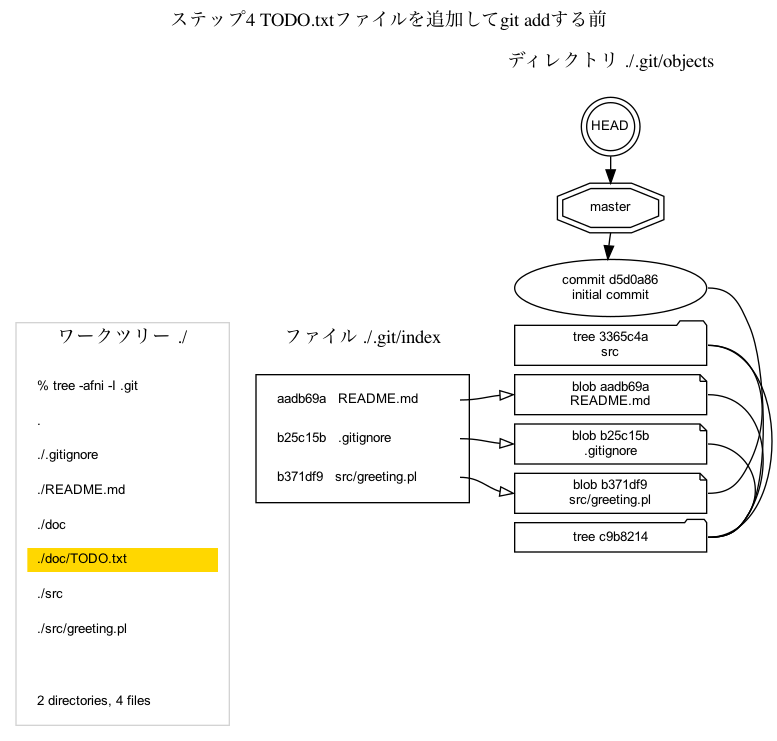 ステップ4 TODO.txtファイルを追加してgit addする前
ディレクトリ ./.git/objects
HEAD
master
commit d5d0a86
initial commit
tree 3365c4a
src
blob aadb69a
README.md
blob b25c15b
.gitignore
blob b371df9
src/greeting.pl
tree c9b8214
ファイル ./.git/index
aadb69a README.md
b25c15b .gitignore
b371df9 src/greeting.pl
ワークツリー ./
% tree -afni -I .git
.
./.gitignore
./README.md
./doc
./doc/TODO.txt
./src
./src/greeting.pl
2 directories, 4 files